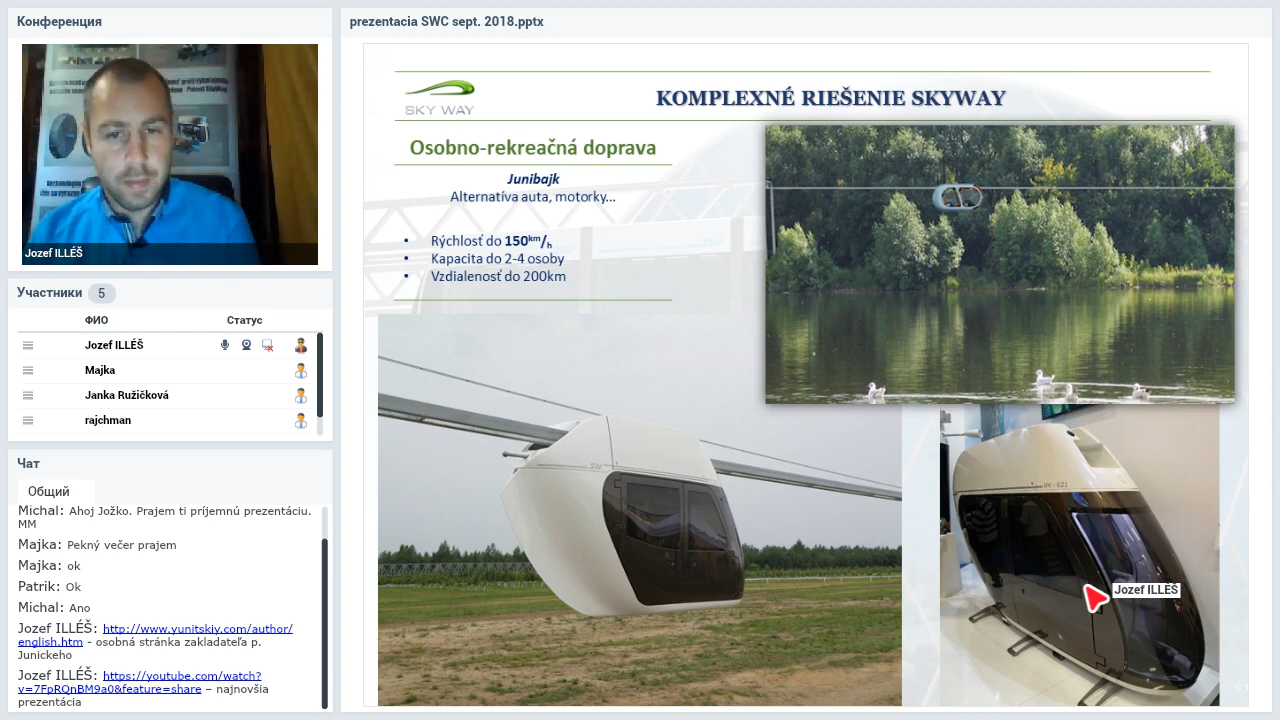 Конференция
Jozef ILLÉŠ
Участники 5
ФИО Статус
Jozef ILLÉŠ
Majka
Janka Ružičková
rajchman
Чат
Общий
Michal: Ahoj Jožko. Prajem ti príjemnú prezentáciu.
MM
Majka: Pekný večer prajem
Majka: ok
Patrik: Ok
Michal: Ano
Jozef ILLÉŠ: http://www.yunitskiy.com/author/
english.htm - osobná stránka zakladateľa p.
Junickeho
Jozef ILLÉŠ: https://youtube.com/watch?
v=7FpRQnBM9a0&feature=share – najnovšia
prezentácia
prezentacia SWC sept. 2018.pptx
SKY WAY
KOMPLEXNÉ RIEŠENIE SKYWAY
Osobno-rekreačná doprava
Junibajk
Alternatíva auta, motorky...
• Rýchlosť do 150km/h
• Kapacita do 2-4 osoby
• Vzdialenosť do 200km
SW
Jozef ILLÉŠ